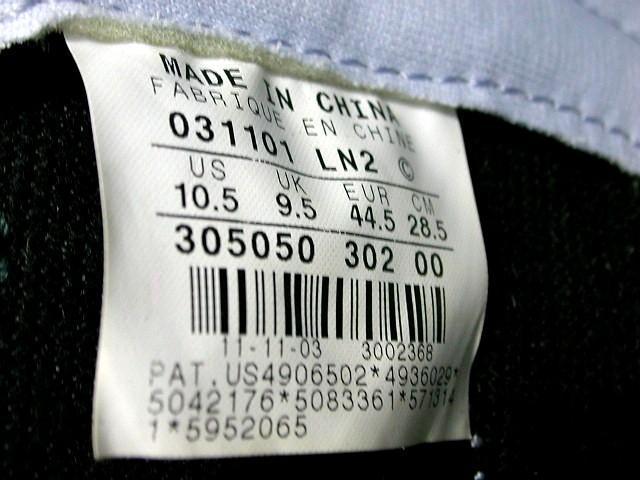 MADE IN CHINA
FABRIQUE EN CHINE
031101 LN2 ©
US UK EUR CM
10.5 9.5 44.5 28.5
305050 302 00
11-11-03 3002368
PAT.US4906502*4936029*
5042176*5083361*571314
1*5952065